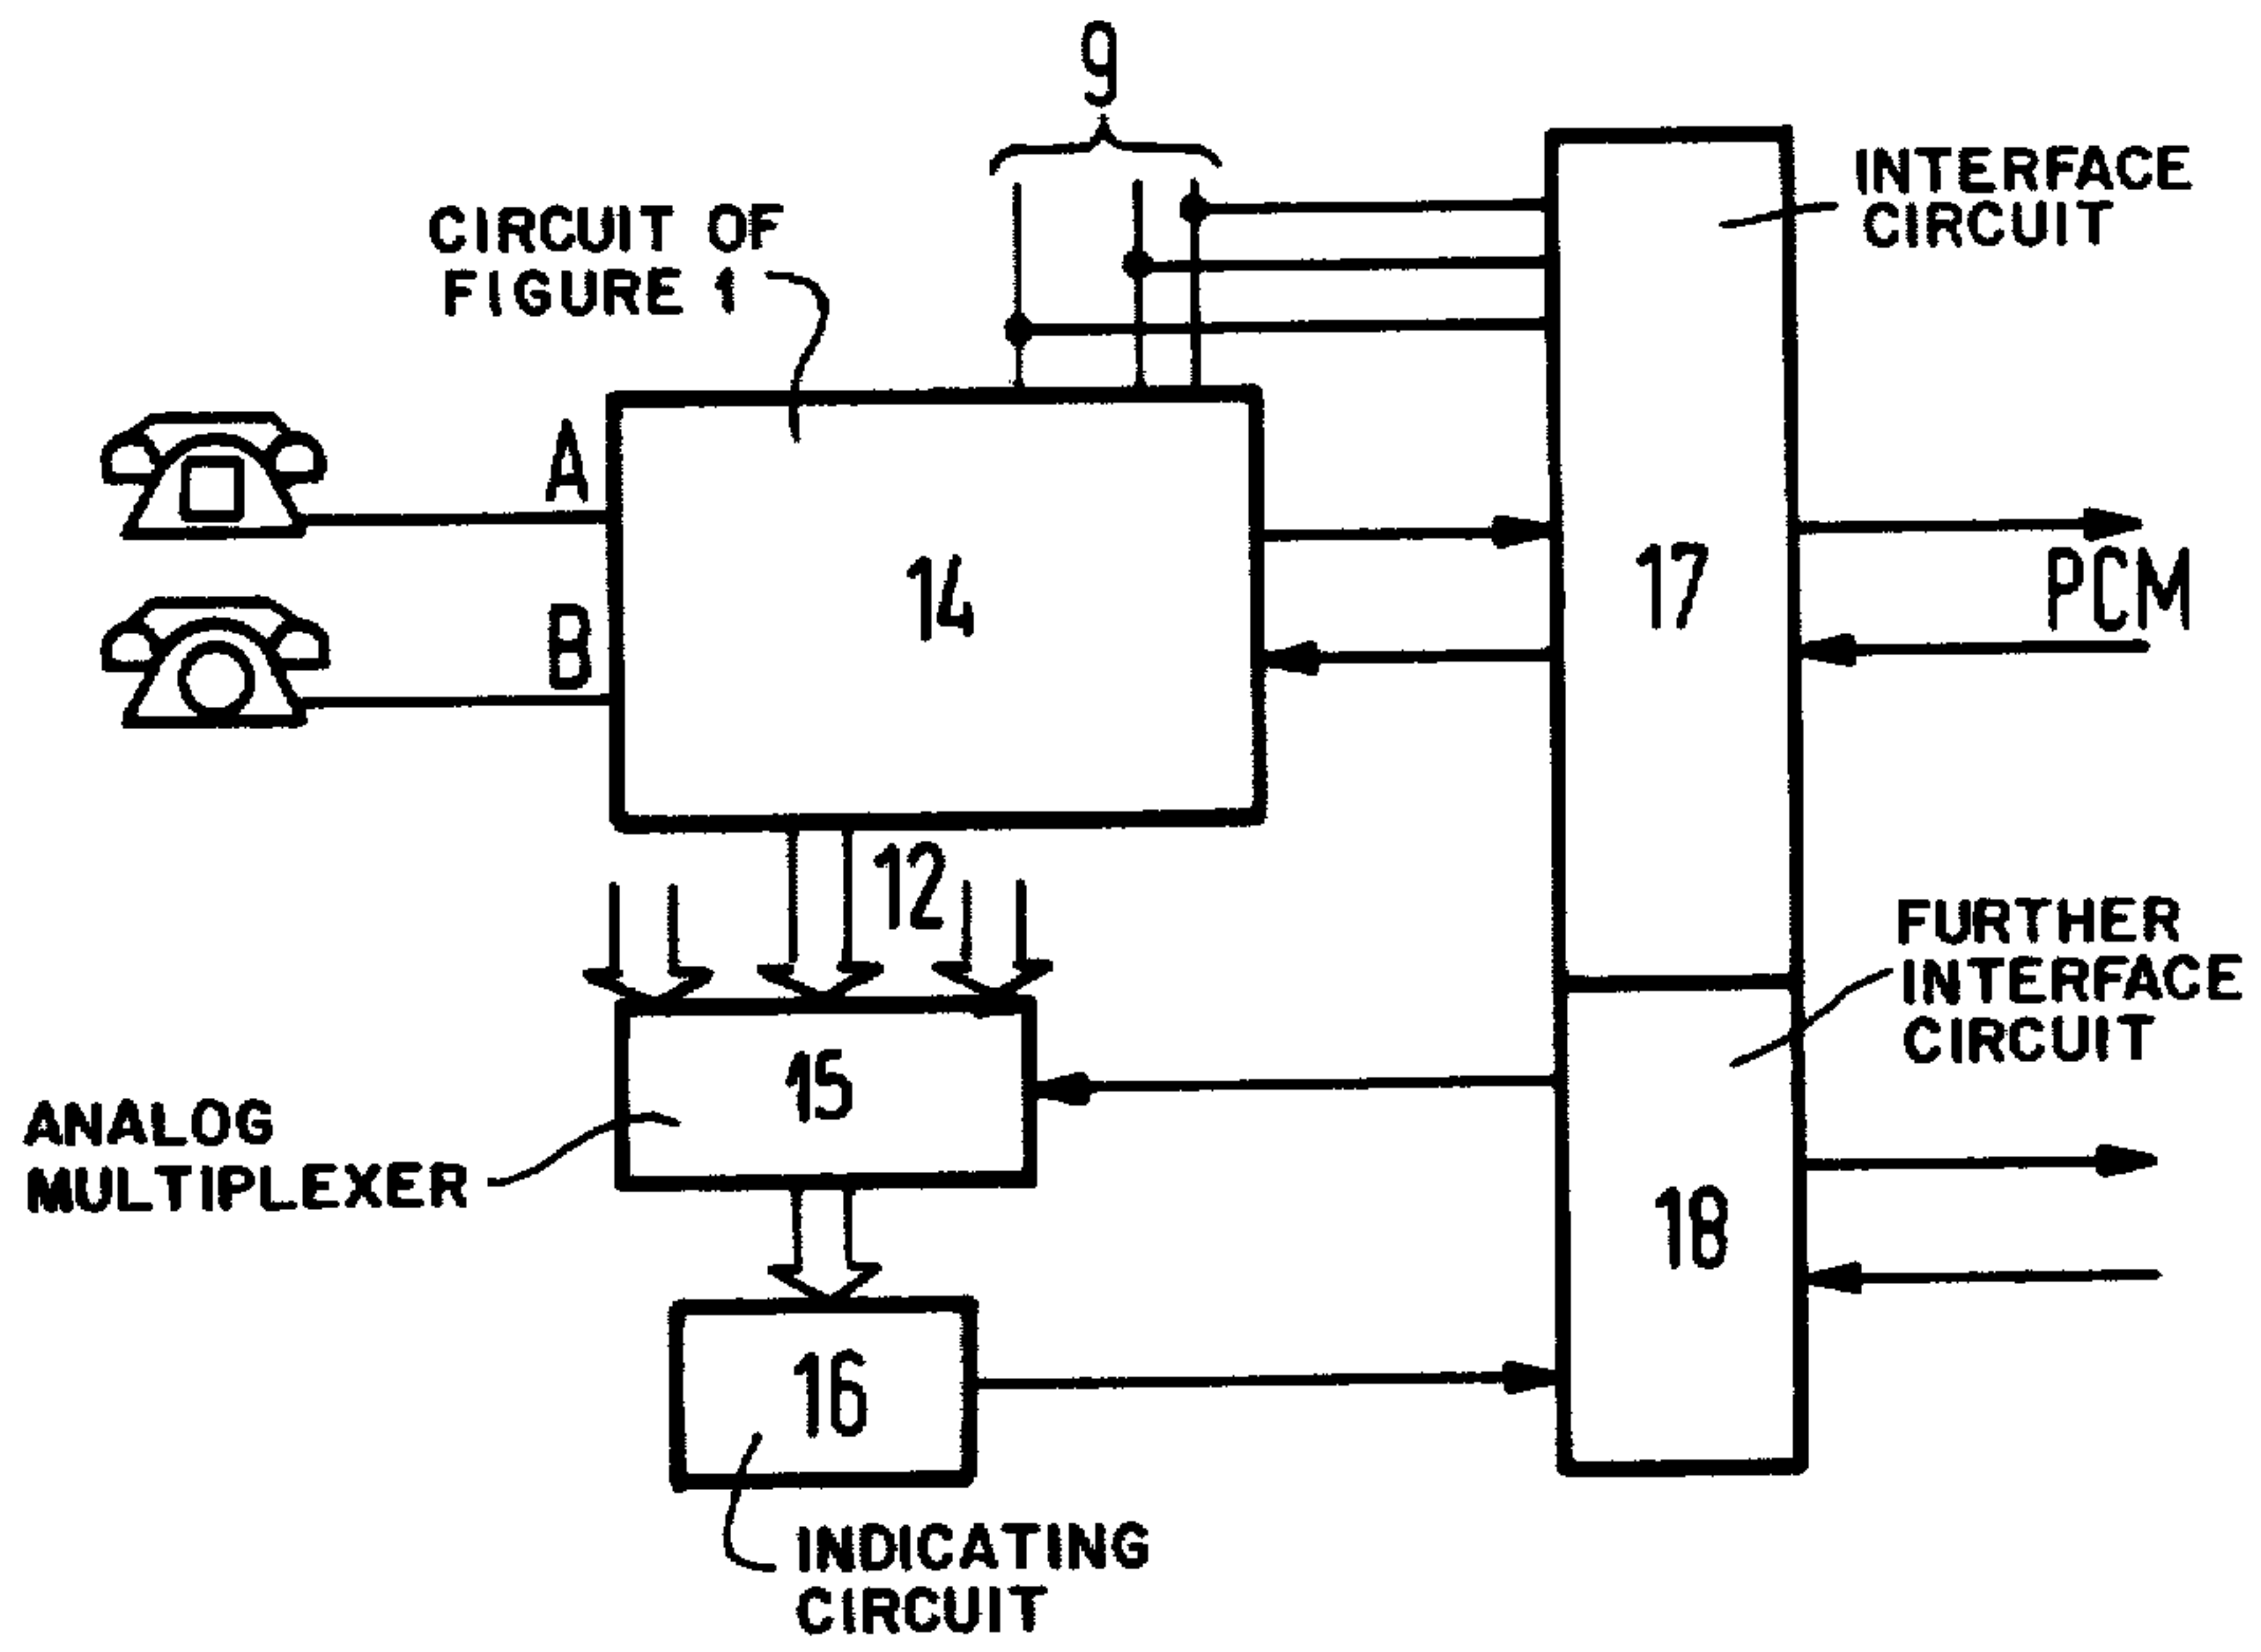 9
INTERFACE
CIRCUIT
CIRCUIT OF
FIGURE 1
A
B
14
17
PCM
12
FURTHER
INTERFACE
CIRCUIT
15
ANALOG
MULTIPLEXER
18
16
INDICATING
CIRCUIT